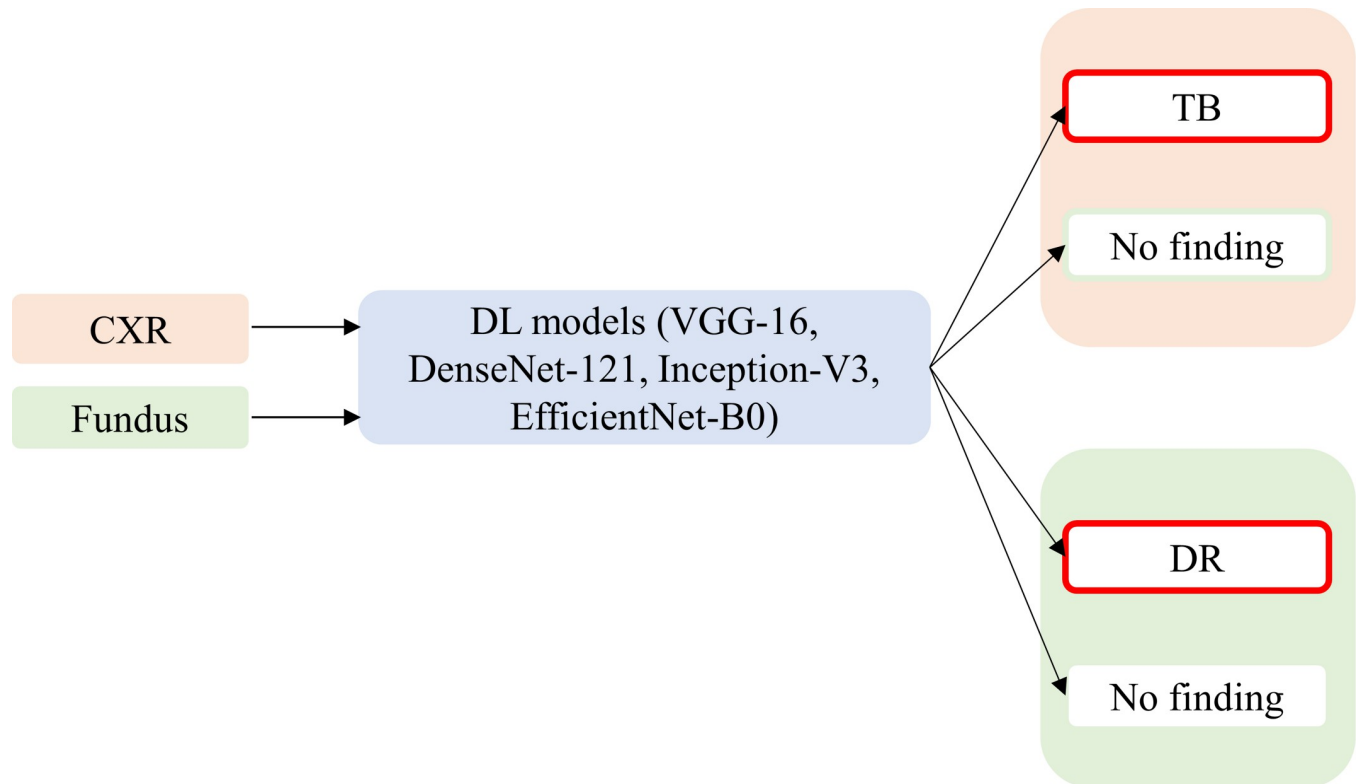 CXR
Fundus
DL models (VGG-16,
DenseNet-121, Inception-V3,
EfficientNet-B0)
TB
No finding
DR
No finding